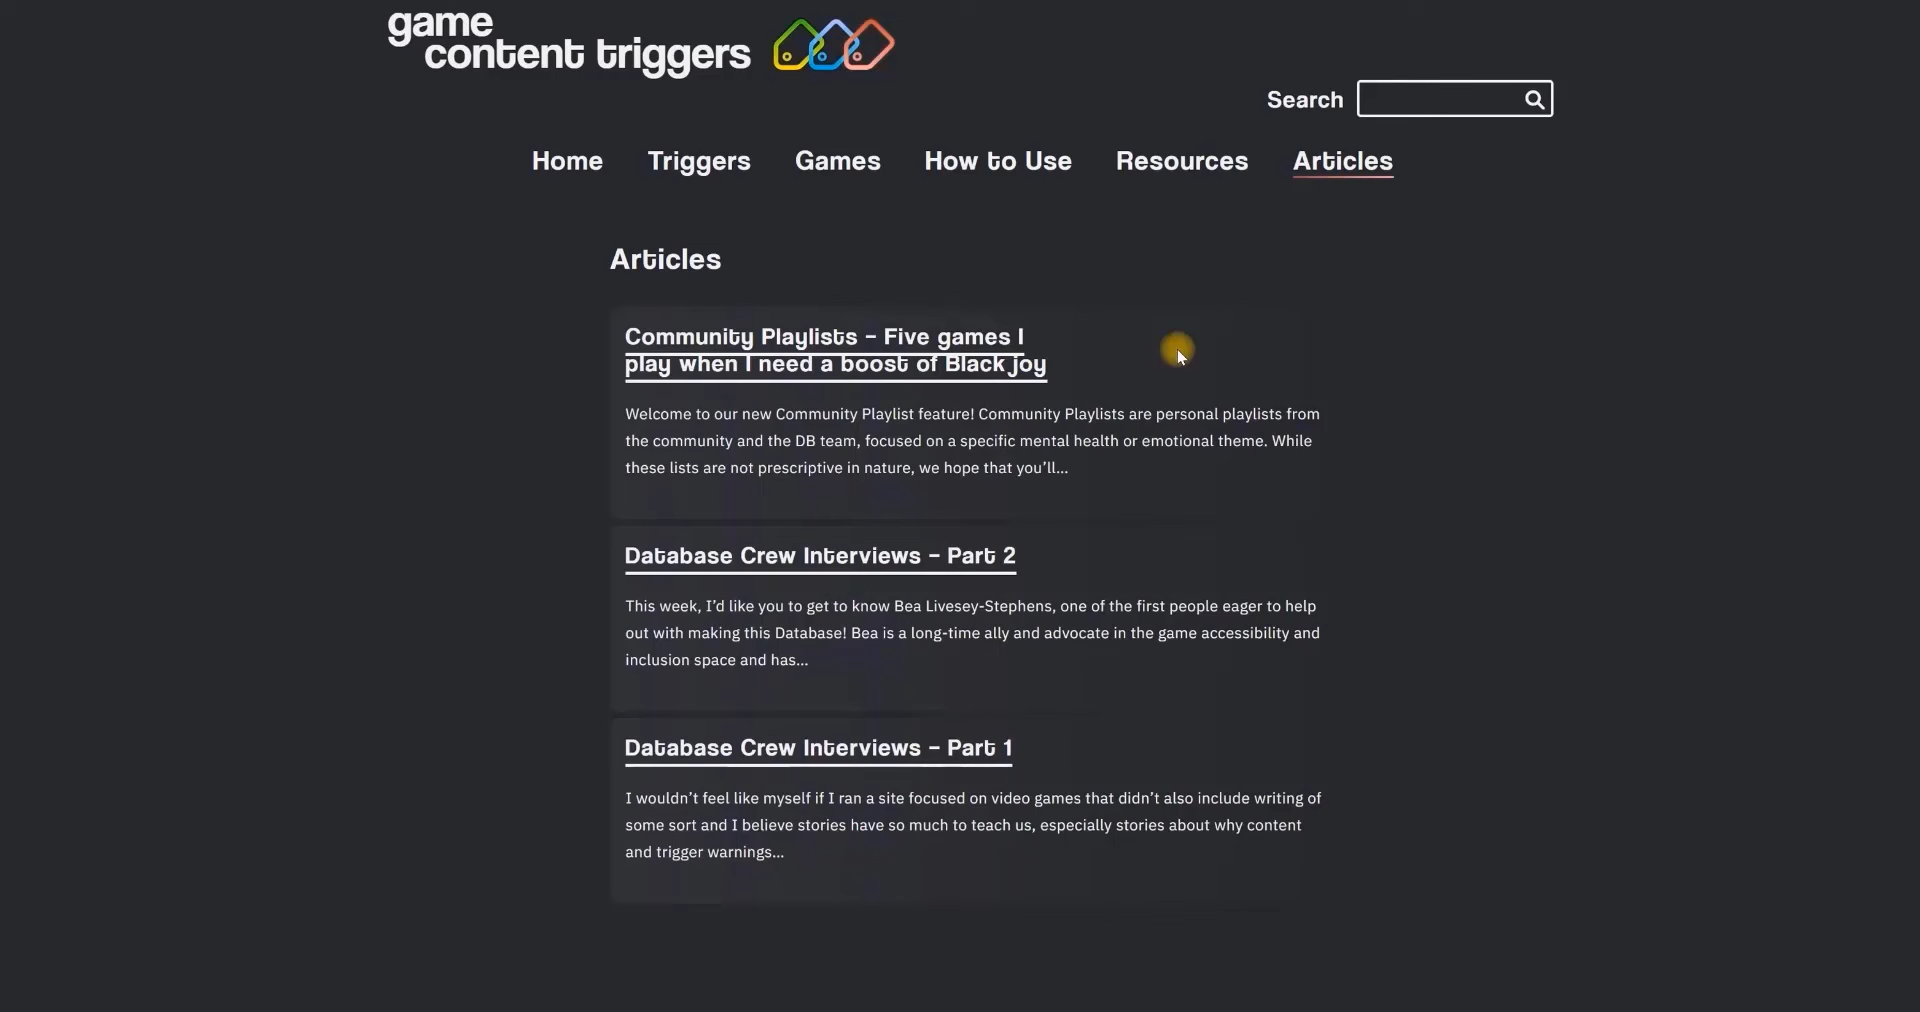 game
content triggers
Search
Home Triggers Games How to Use Resources Articles
Articles
Community Playlists – Five games I
play when I need a boost of Black joy
Welcome to our new Community Playlist feature! Community Playlists are personal playlists from
the community and the DB team, focused on a specific mental health or emotional theme. While
these lists are not prescriptive in nature, we hope that you’ll...
Database Crew Interviews – Part 2
This week, I’d like you to get to know Bea Livesey-Stephens, one of the first people eager to help
out with making this Database! Bea is a long-time ally and advocate in the game accessibility and
inclusion space and has...
Database Crew Interviews – Part 1
I wouldn’t feel like myself if I ran a site focused on video games that didn’t also include writing of
some sort and I believe stories have so much to teach us, especially stories about why content
and trigger warnings...